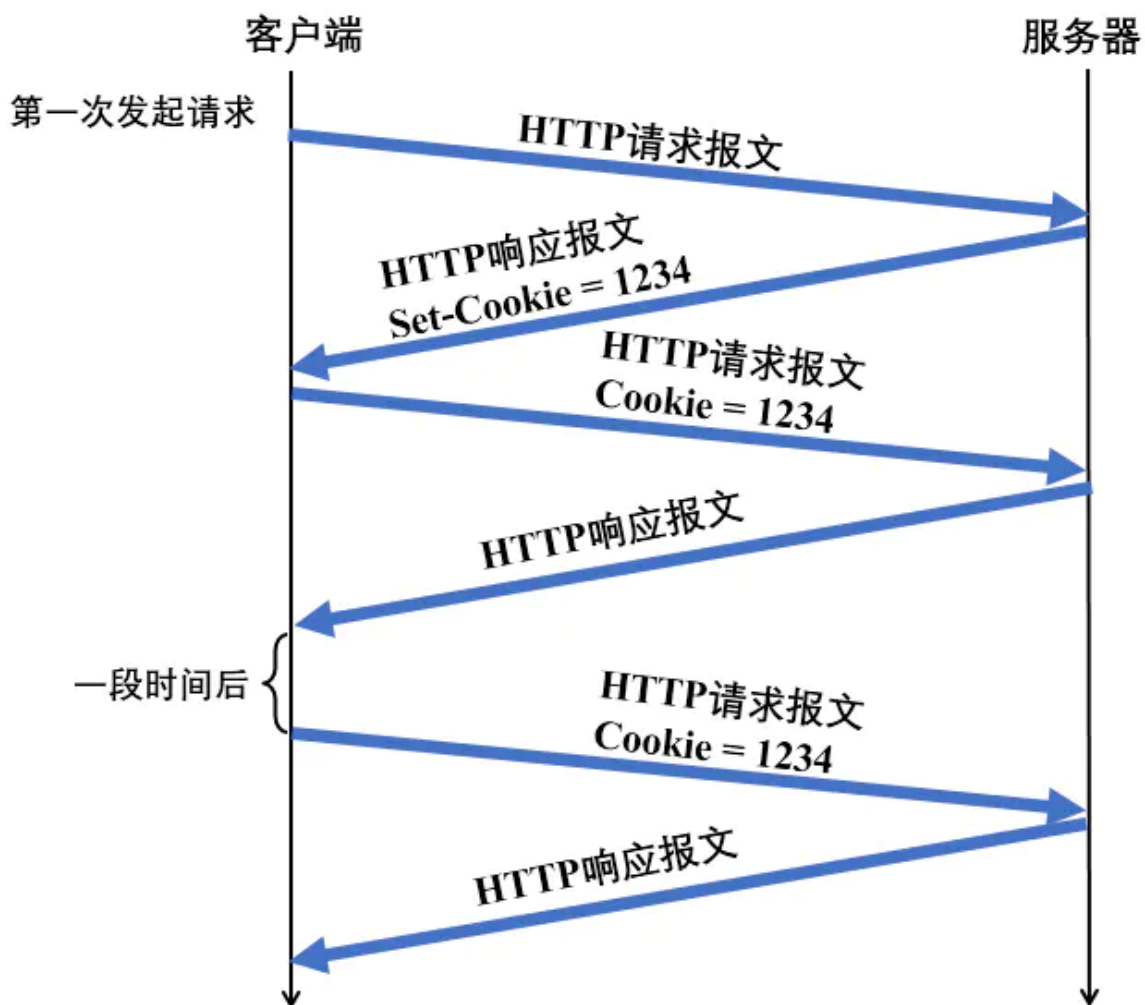 客户端
服务器
第一次发起请求
HTTP请求报文
HTTP响应报文
Set-Cookie = 1234
HTTP请求报文
Cookie = 1234
HTTP响应报文
一段时间后
HTTP请求报文
Cookie = 1234
HTTP响应报文